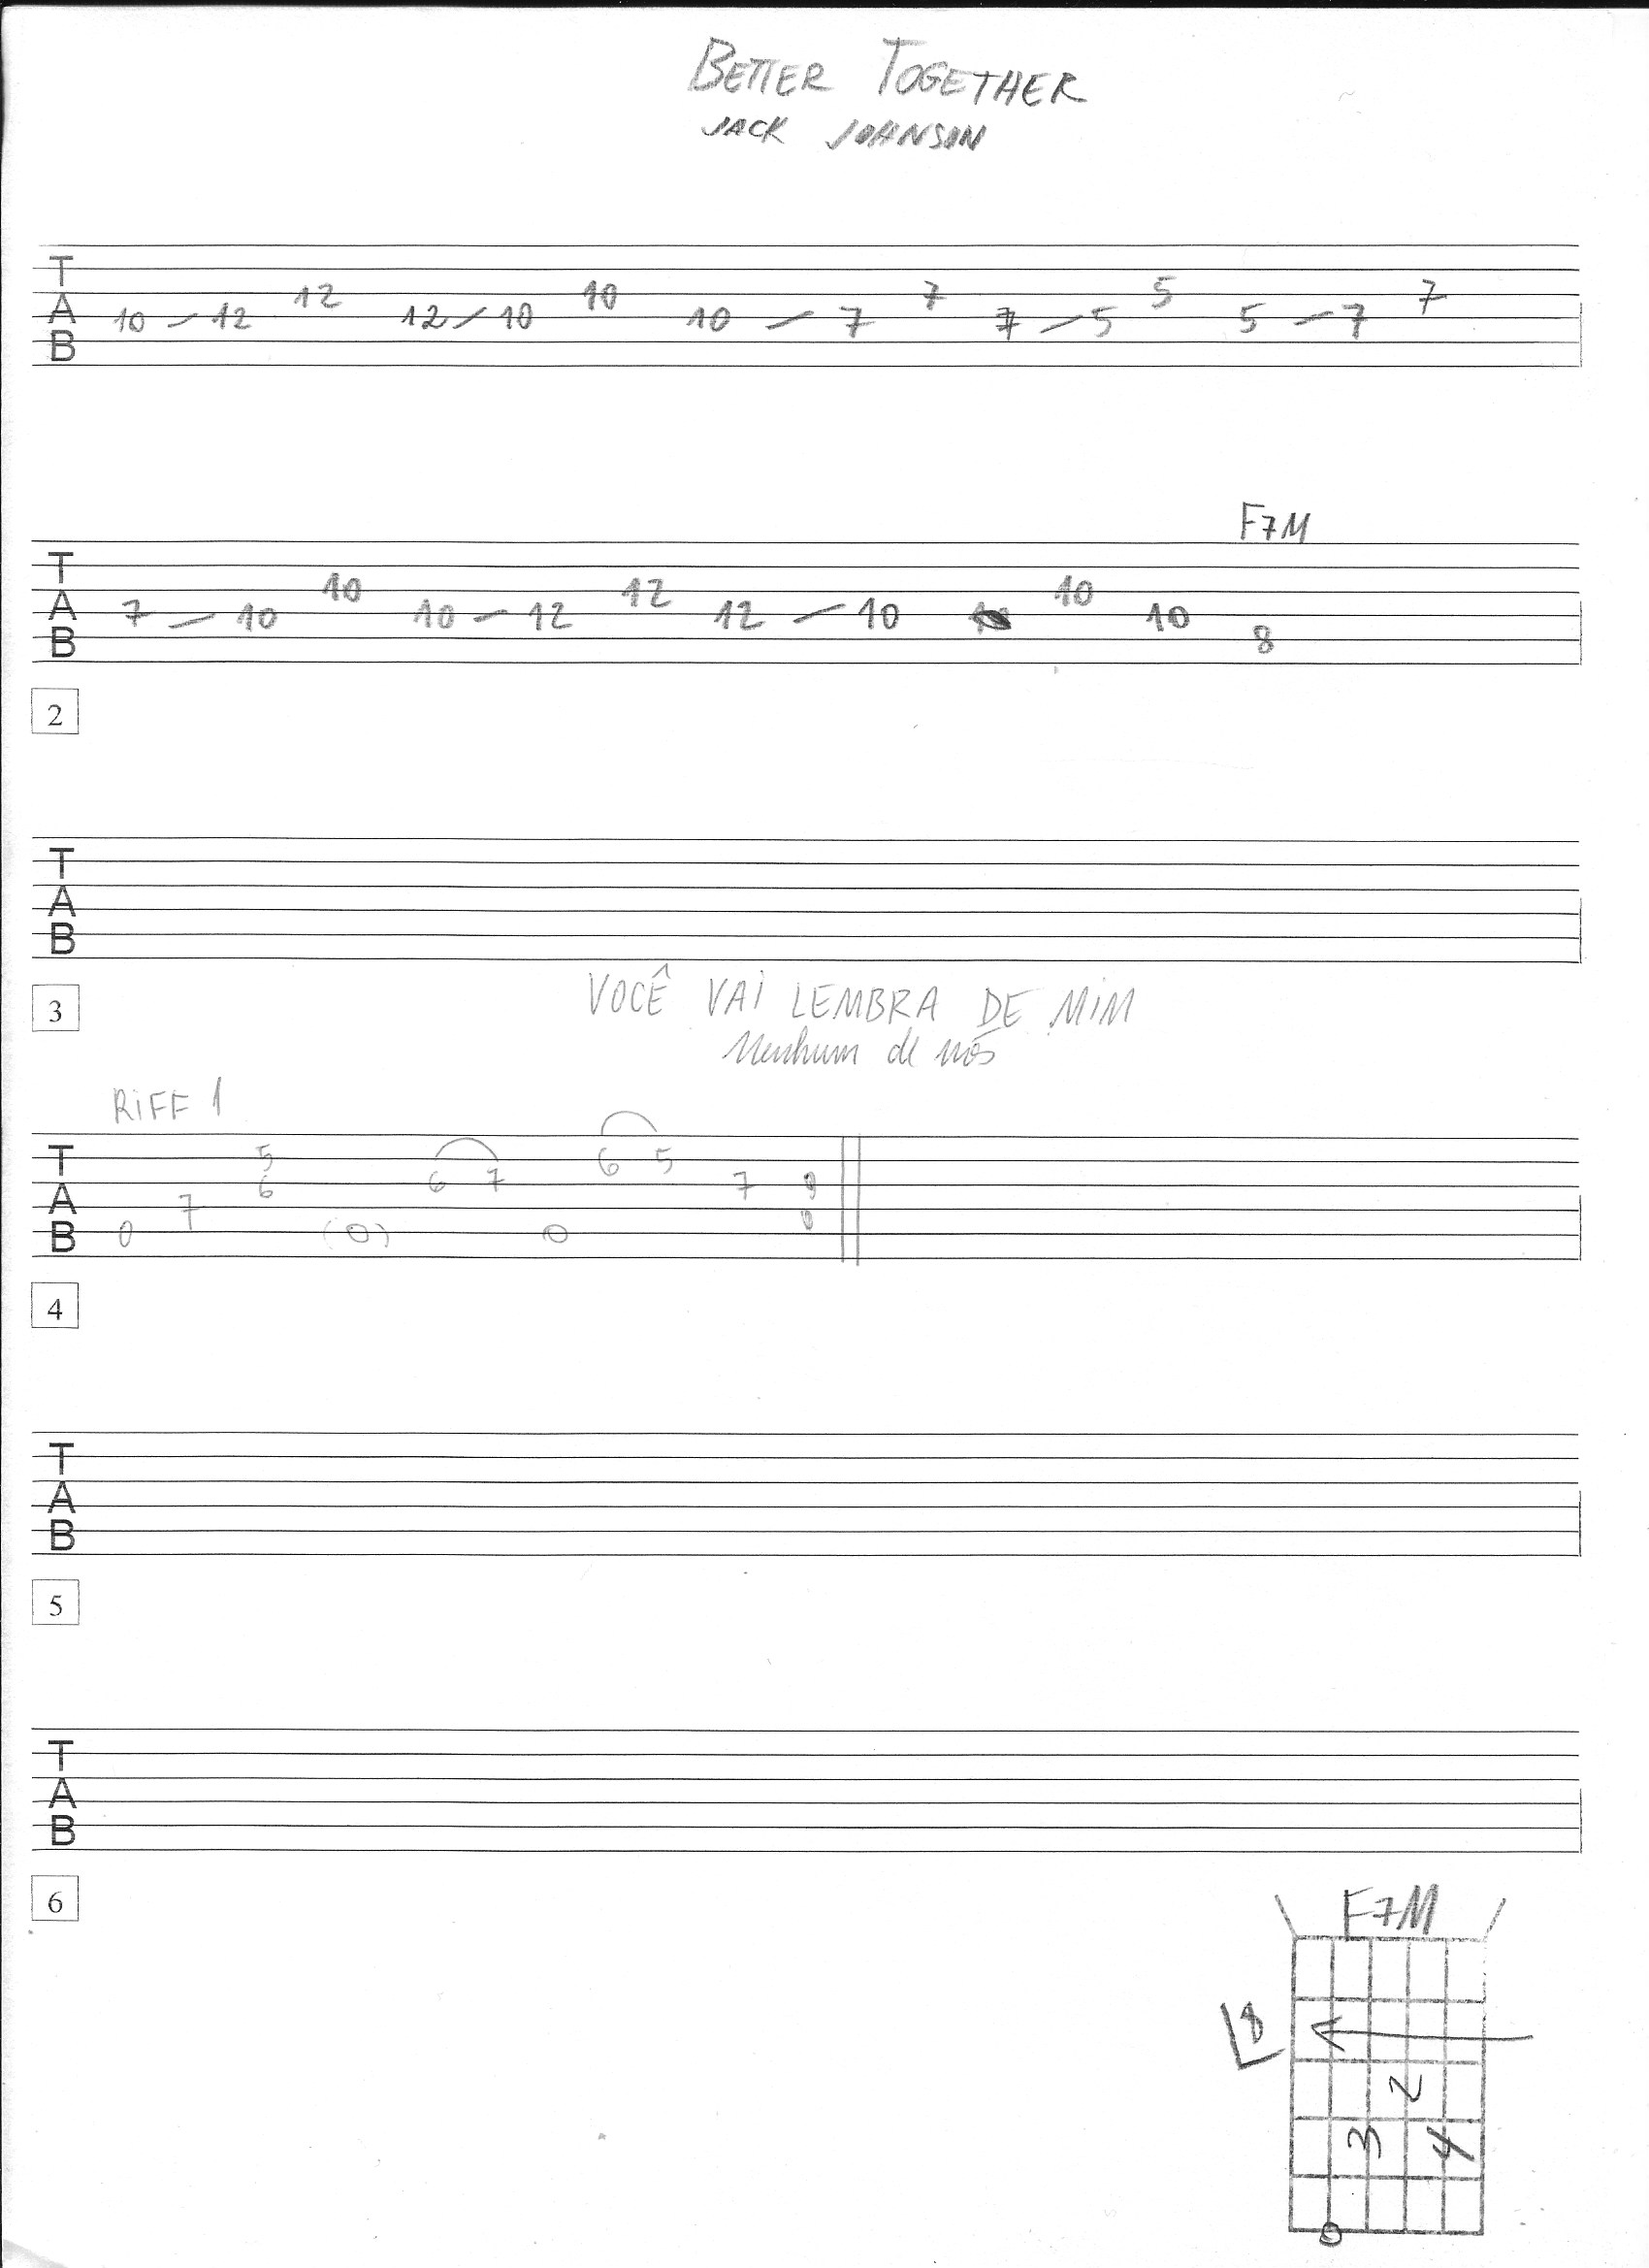 BETTER TOGETHER
JACK JOHNSON
T
A
B
12 10 7 5 7
10 – 12 12 – 10 10 – 7 7 – 5 5 – 7
F7M
T
A
B
10 12 10
7 – 10 10 – 12 12 – 10 10
8
2
T
A
B
3
VOCÊ VAI LEMBRA DE MIM
Nenhum de nós
RIFF 1
T
A
B
5 6 5
6 6 7 7
7
0 (0) 0
4
T
A
B
5
T
A
B
6
F7M
8
2
3 4